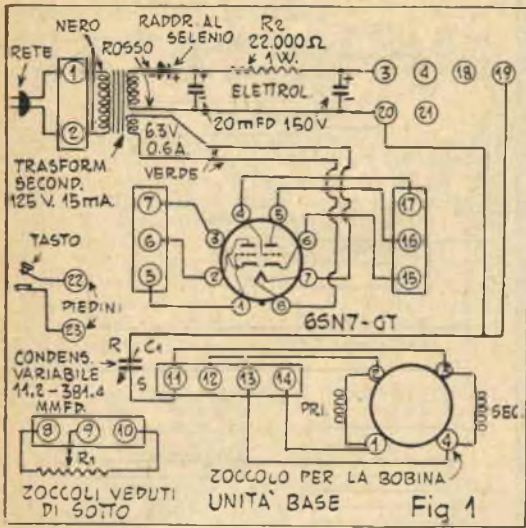 NERO
ROSSO
RADDR. AL
SELENIO
R2
22.000Ω
1 W.
RETE
1
2
+
+
ELETTROL.
20 mFD 150 V
3
4
18
19
20
21
6.3V.
0.6A.
VERDE
TRASFORM
SECOND.
125 V. 15 mA.
7
6
5
4
5
3
6
2
7
1
8
17
16
15
6SN7-GT
TASTO
22
PIEDINI
23
CONDENS.
VARIABILE
11.2-381.4
MMFD.
R
C1
S
11
12
13
14
2
3
PRI.
SEC.
1
4
8
9
10
R1
ZOCCOLI VEDUTI
DI SOTTO
ZOCCOLO PER LA BOBINA
UNITA' BASE
Fig 1